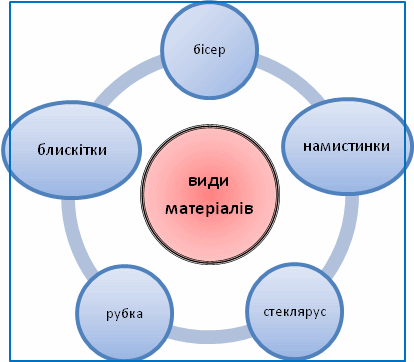 бісер
блискітки
намистинки
види
матеріалів
рубка
стеклярус